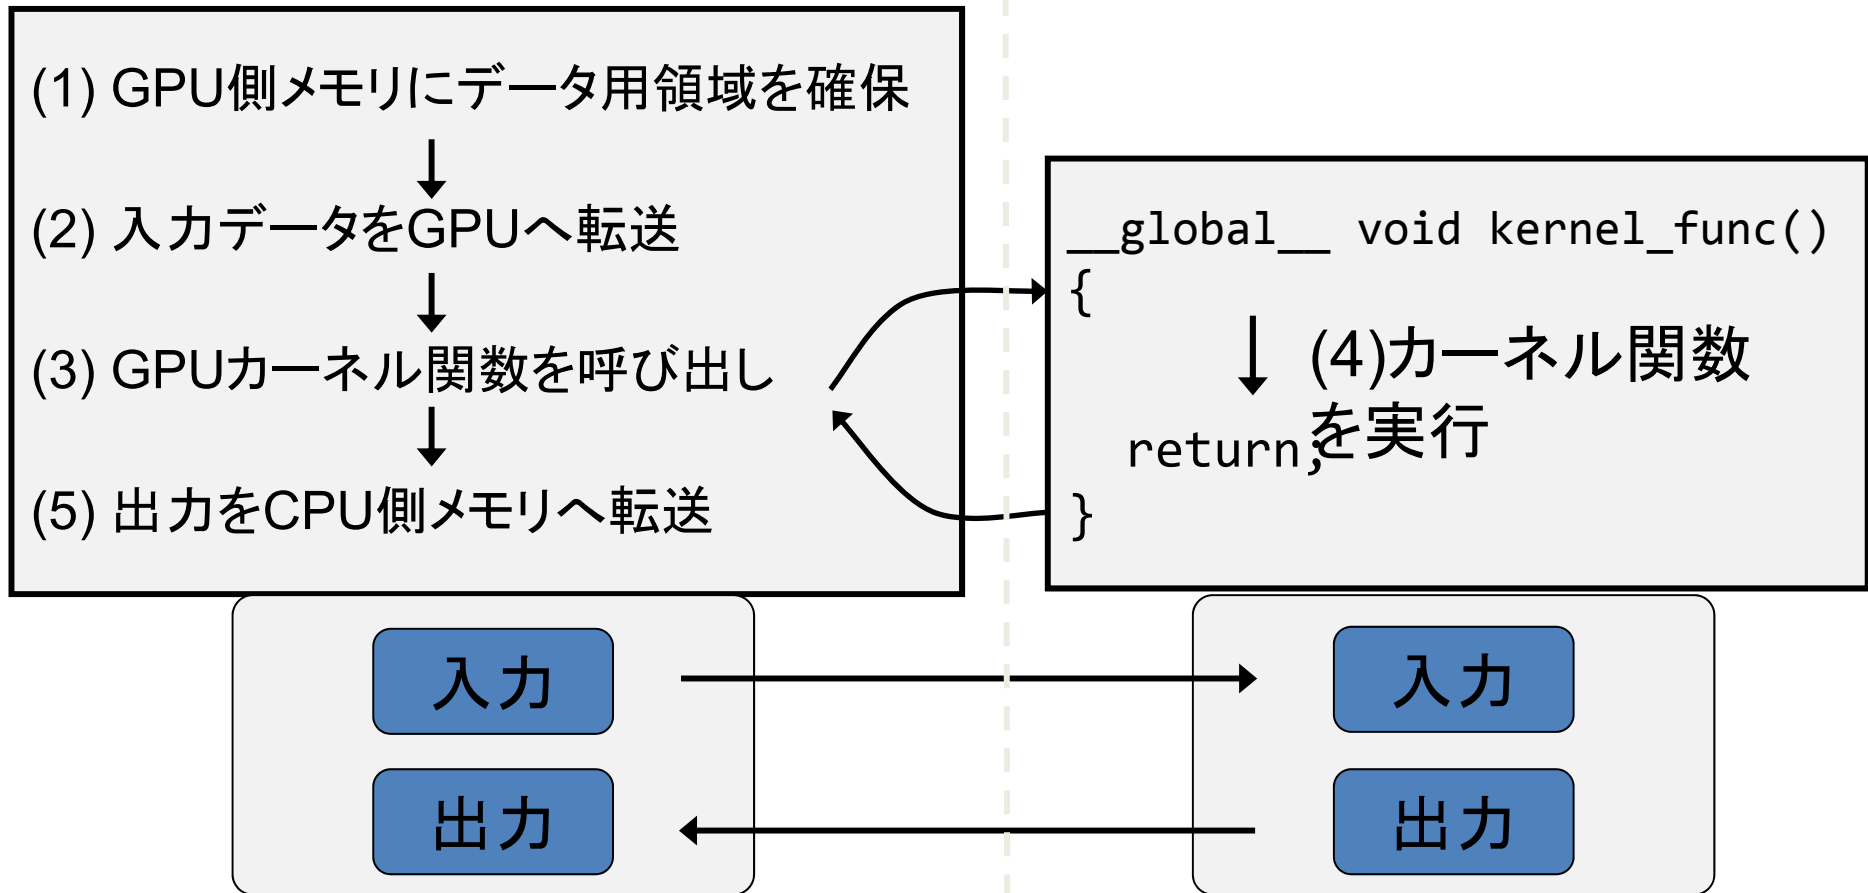 (1) GPU側メモリにデータ用領域を確保
(2) 入力データをGPUへ転送
(3) GPUカーネル関数を呼び出し
(5) 出力をCPU側メモリへ転送
__global__ void kernel_func()
{
(4)カーネル関数
を実行
return;
}
入力
出力
入力
出力